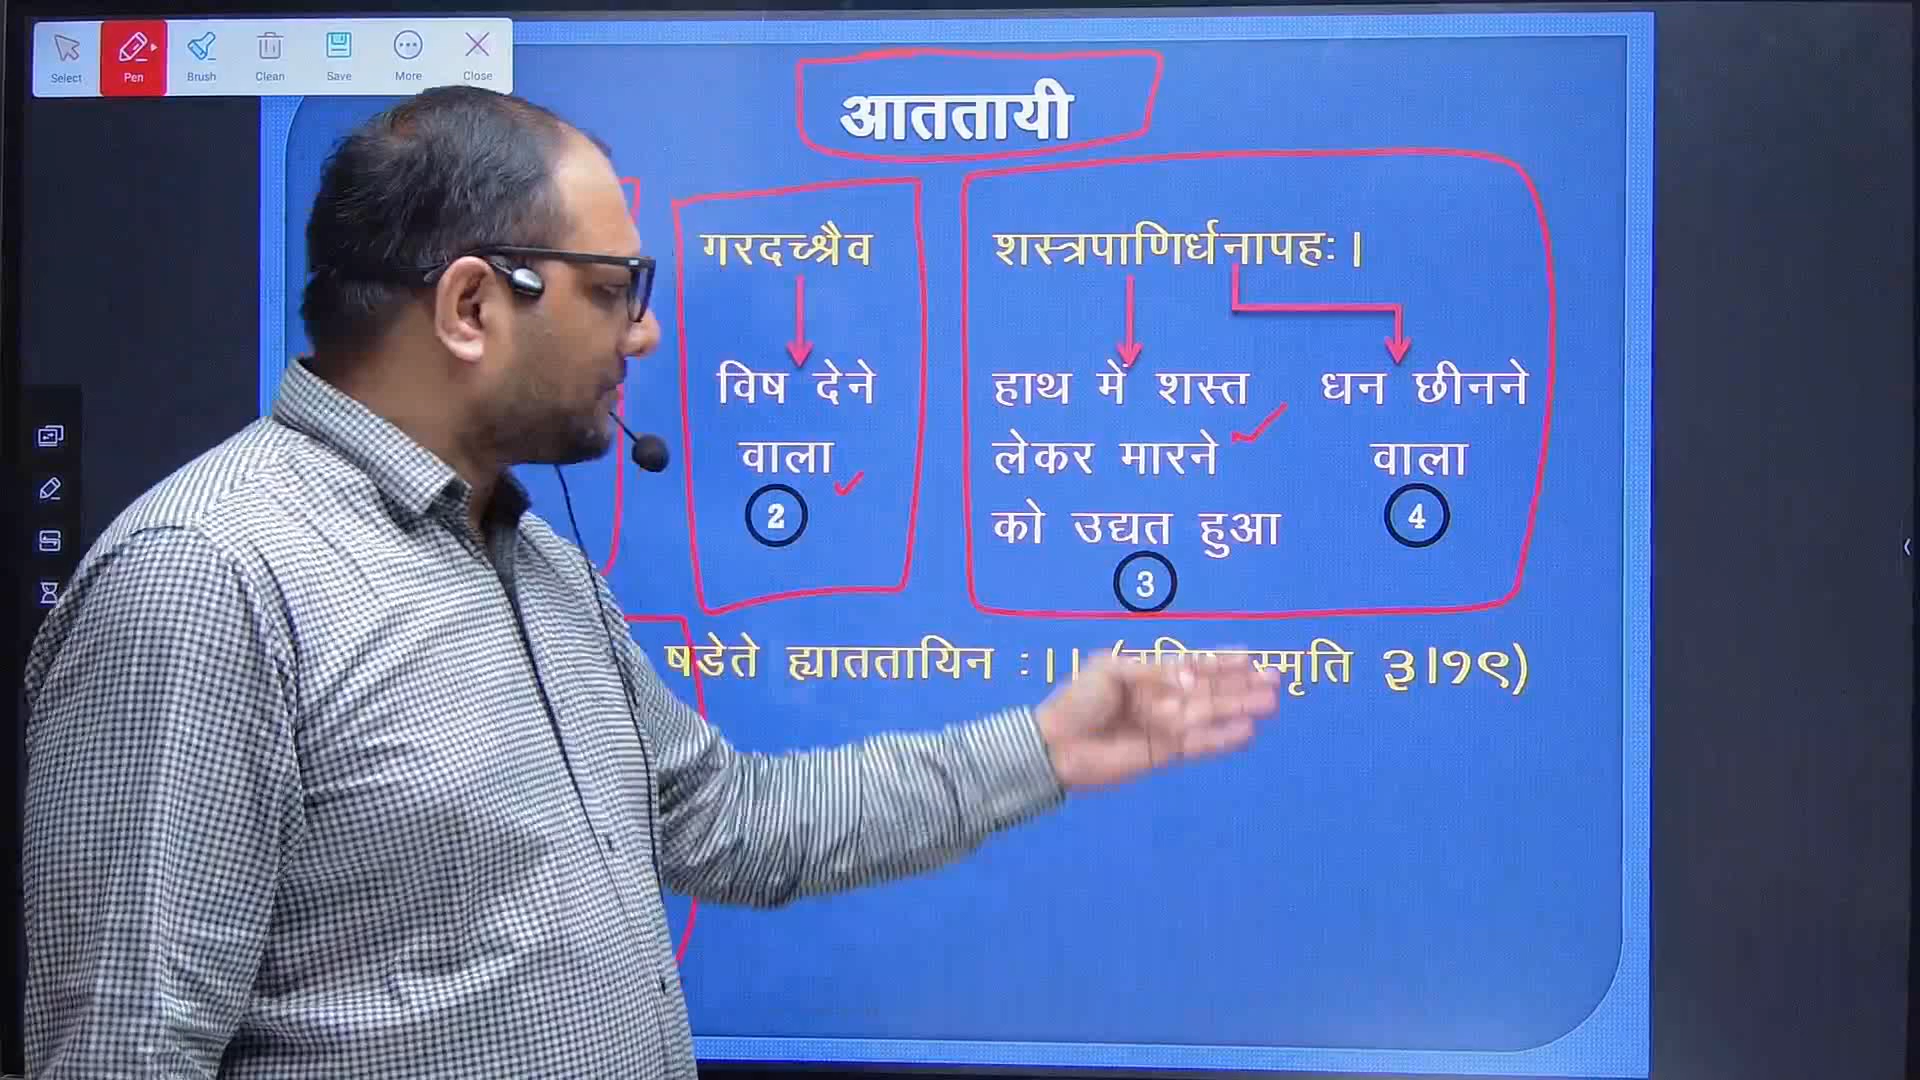 Select Pen Brush Clean Save More Close
आततायी
गरदच्श्रैव शस्त्रपाणिर्धनापहः।
विष देने
वाला
2
हाथ में शस्त
लेकर मारने
को उद्यत हुआ
3
धन छीनने
वाला
4
षडेते ह्याततायिन ः।। स्मृति ३।१९)